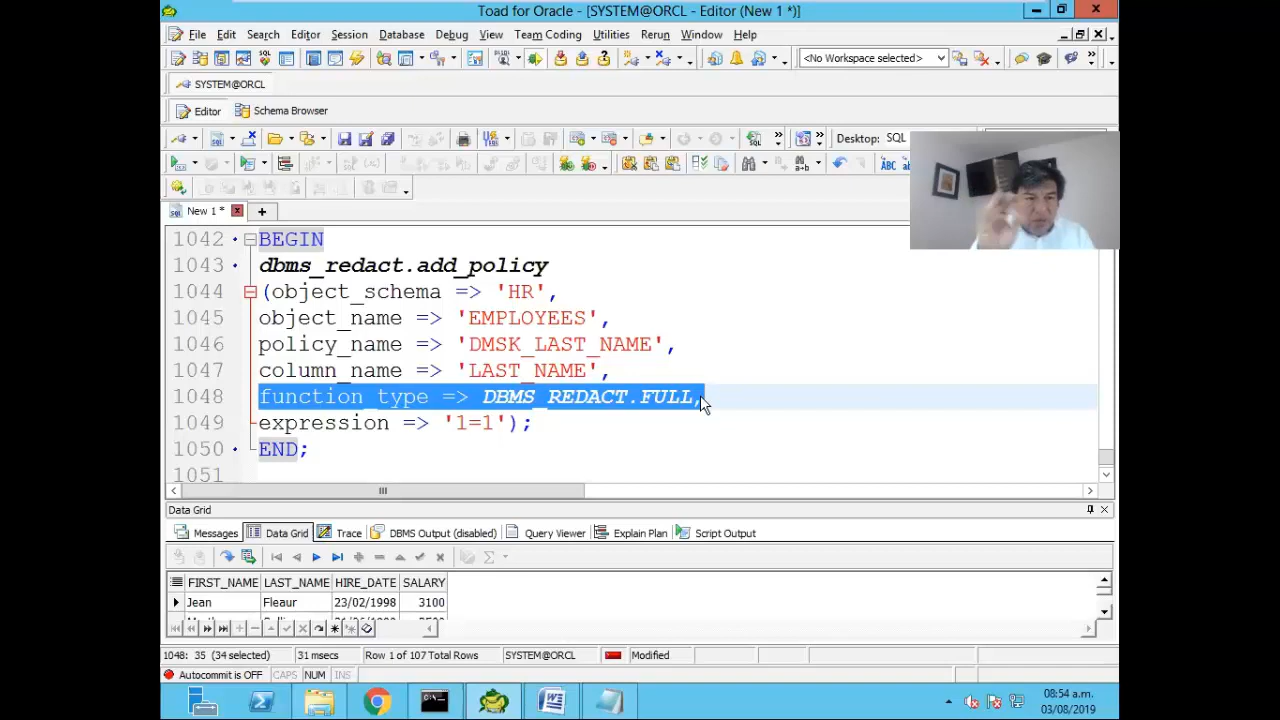 Toad for Oracle - [SYSTEM@ORCL - Editor (New 1 *)]
File Edit Search Editor Session Database Debug View Team Coding Utilities Rerun Window Help
<No Workspace selected>
SYSTEM@ORCL
Editor Schema Browser
Desktop: SQL
New 1 *
1042 BEGIN
1043 dbms_redact.add_policy
1044 (object_schema => 'HR',
1045 object_name => 'EMPLOYEES',
1046 policy_name => 'DMSK_LAST_NAME',
1047 column_name => 'LAST_NAME',
1048 function_type => DBMS_REDACT.FULL,
1049 expression => '1=1');
1050 END;
1051
Data Grid
Messages Data Grid Trace DBMS Output (disabled) Query Viewer Explain Plan Script Output
FIRST_NAME LAST_NAME HIRE_DATE SALARY
Jean Fleaur 23/02/1998 3100
1048: 35 (34 selected) 31 msecs Row 1 of 107 Total Rows SYSTEM@ORCL Modified
Autocommit is OFF CAPS NUM INS
08:54 a.m.
03/08/2019